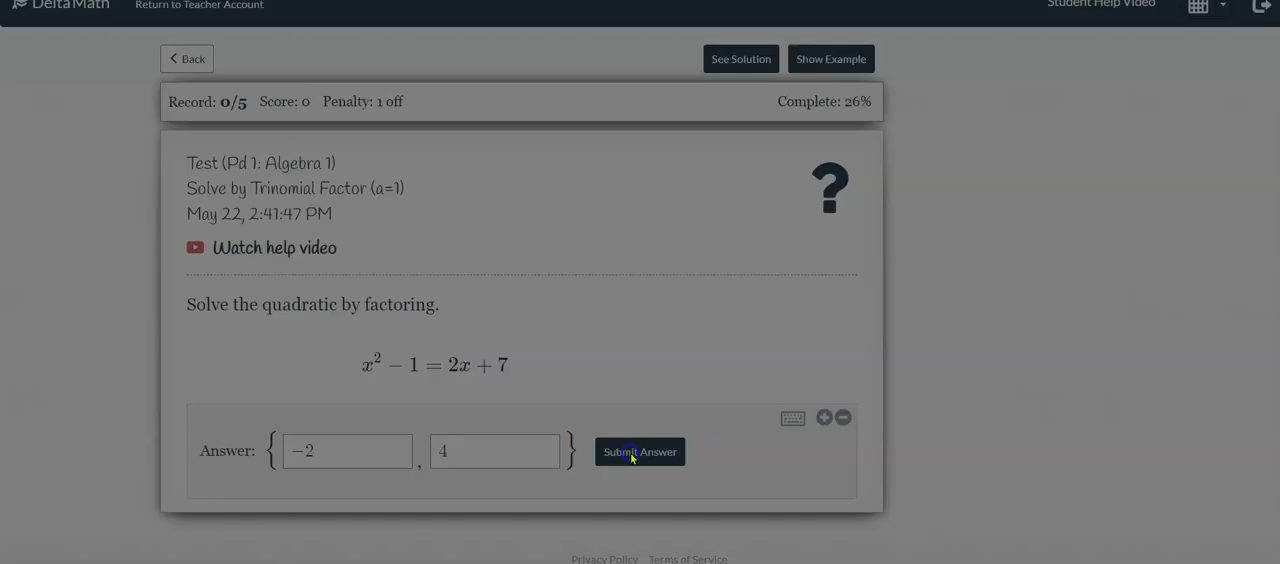 DeltaMath Return to Teacher Account Student Help Video
Back See Solution Show Example
Record: 0/5 Score: 0 Penalty: 1 off Complete: 26%
Test (Pd 1: Algebra 1)
Solve by Trinomial Factor (a=1)
May 22, 2:41:47 PM
?
Watch help video
Solve the quadratic by factoring.
x² − 1 = 2x + 7
Answer: { −2 , 4 } Submit Answer
Privacy Policy Terms of Service